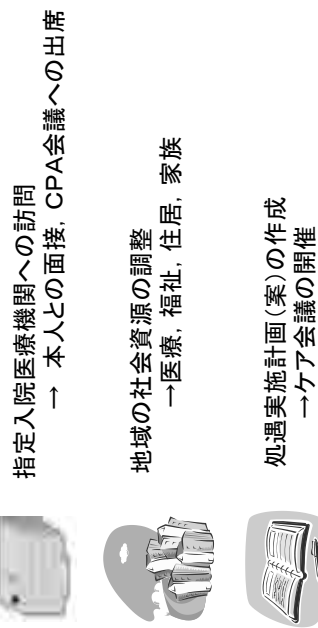 指定入院医療機関への訪問
→ 本人との面接，CPA会議への出席
地域の社会資源の調整
→医療，福祉，住居，家族
処遇実施計画（案）の作成
→ケア会議の開催